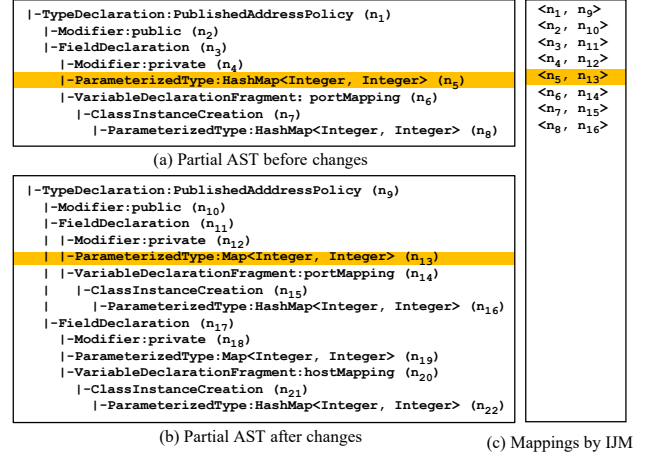 |-TypeDeclaration:PublishedAddressPolicy (n1)
|-Modifier:public (n2)
|-FieldDeclaration (n3)
|-Modifier:private (n4)
|-ParameterizedType:HashMap<Integer, Integer> (n5)
|-VariableDeclarationFragment: portMapping (n6)
|-ClassInstanceCreation (n7)
|-ParameterizedType:HashMap<Integer, Integer> (n8)
(a) Partial AST before changes
|-TypeDeclaration:PublishedAdddressPolicy (n9)
|-Modifier:public (n10)
|-FieldDeclaration (n11)
| |-Modifier:private (n12)
| |-ParameterizedType:Map<Integer, Integer> (n13)
| |-VariableDeclarationFragment:portMapping (n14)
| |-ClassInstanceCreation (n15)
| |-ParameterizedType:HashMap<Integer, Integer> (n16)
|-FieldDeclaration (n17)
|-Modifier:private (n18)
|-ParameterizedType:Map<Integer, Integer> (n19)
|-VariableDeclarationFragment:hostMapping (n20)
|-ClassInstanceCreation (n21)
|-ParameterizedType:HashMap<Integer, Integer> (n22)
(b) Partial AST after changes
<n1, n9>
<n2, n10>
<n3, n11>
<n4, n12>
<n5, n13>
<n6, n14>
<n7, n15>
<n8, n16>
(c) Mappings by IJM